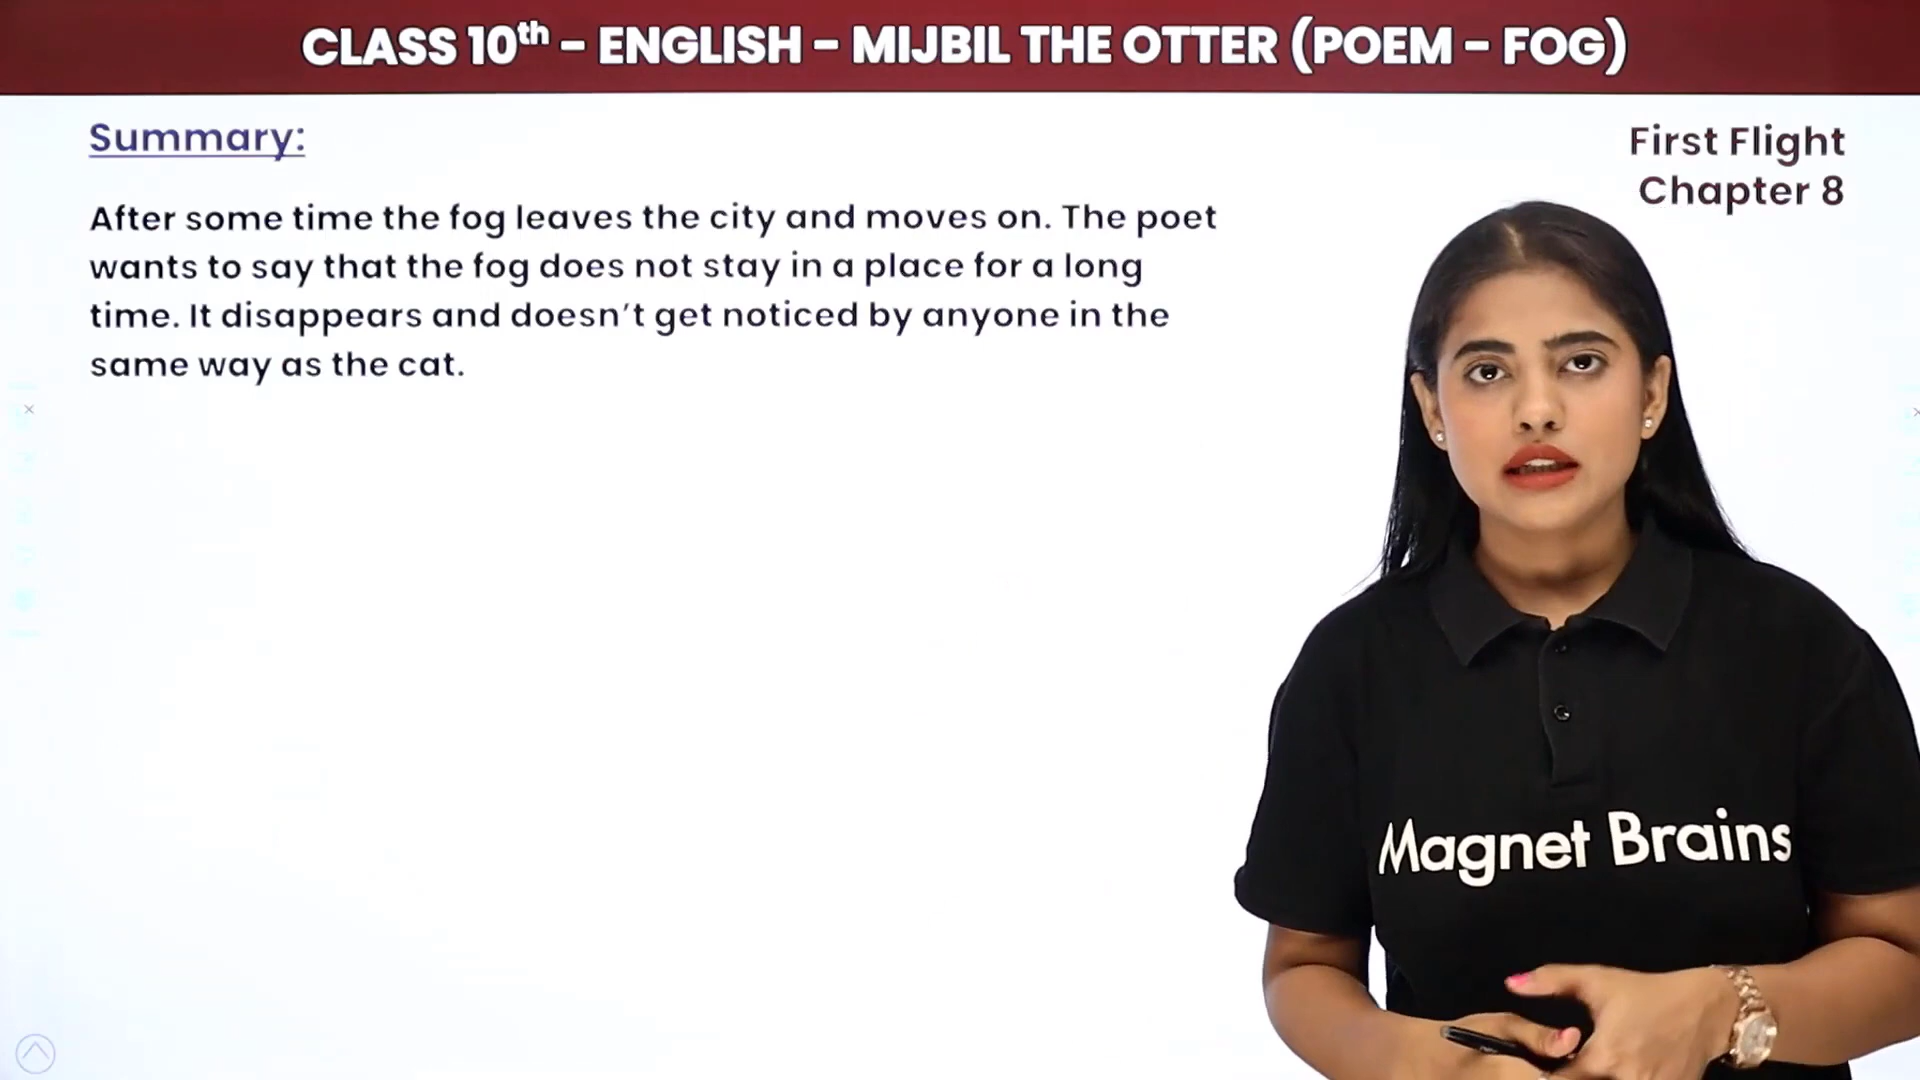 CLASS 10th – ENGLISH – MIJBIL THE OTTER (POEM – FOG)
Summary:
First Flight
Chapter 8
After some time the fog leaves the city and moves on. The poet
wants to say that the fog does not stay in a place for a long
time. It disappears and doesn’t get noticed by anyone in the
same way as the cat.
Magnet Brains